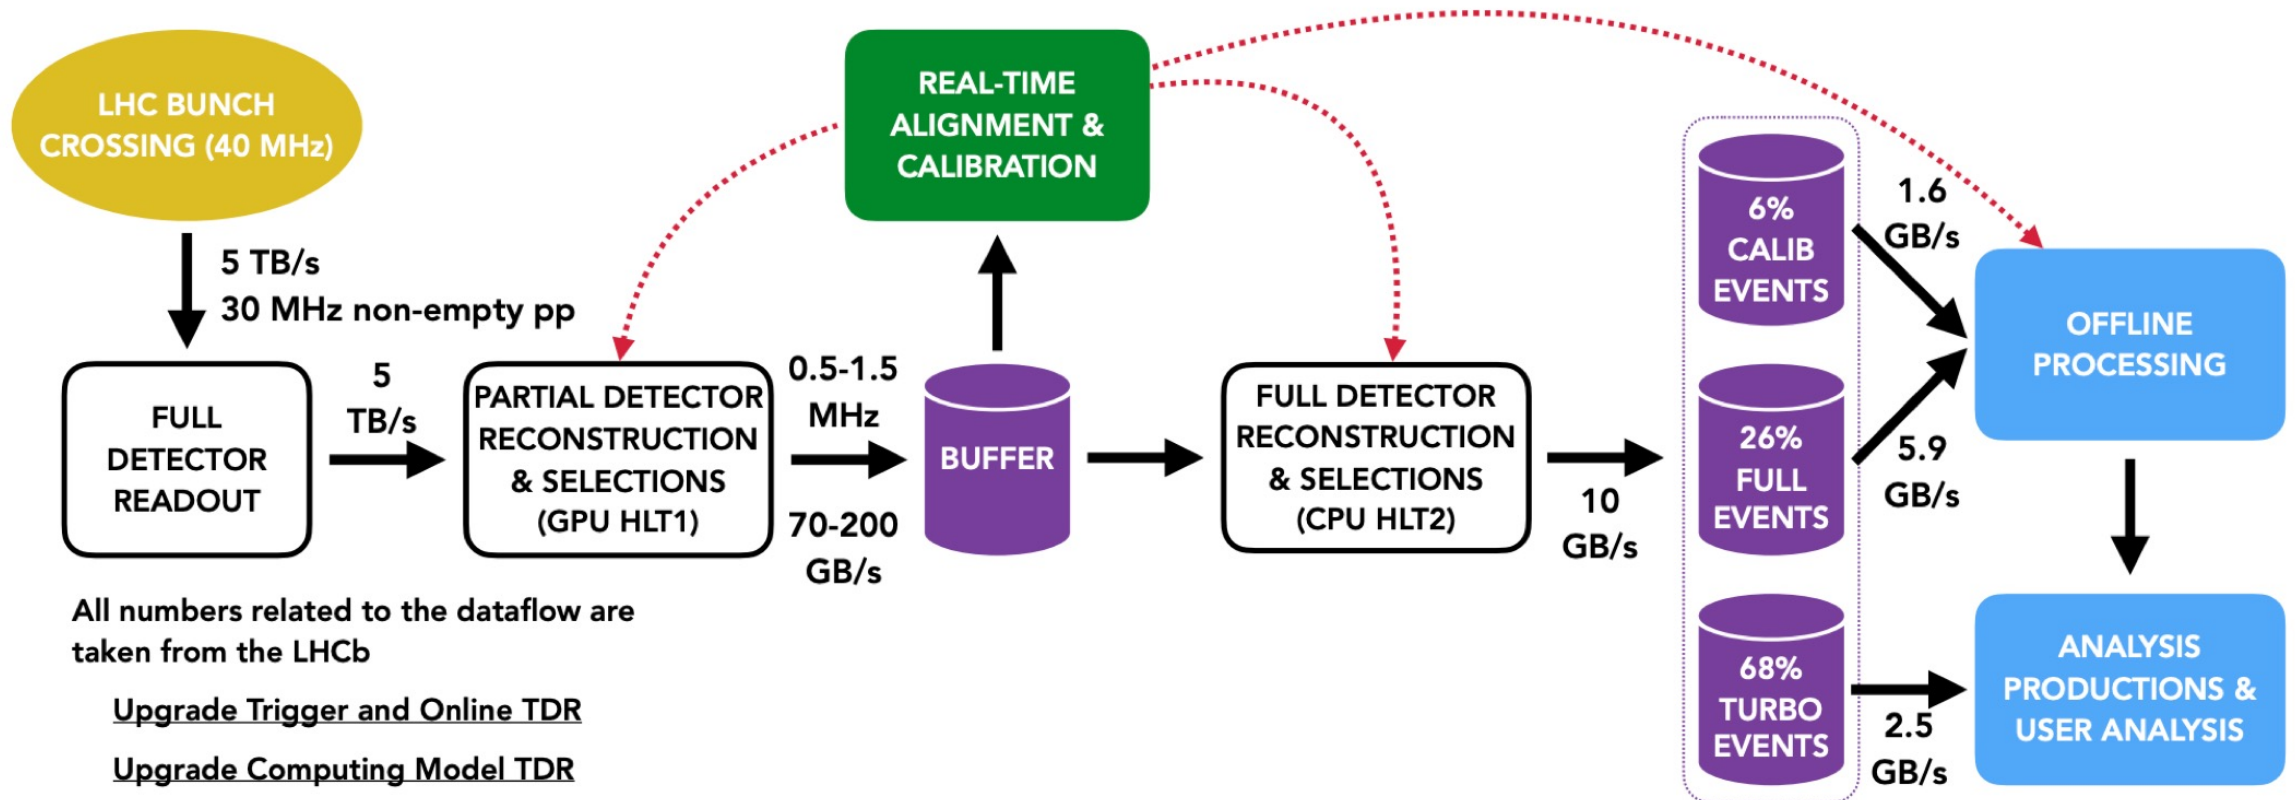 LHC BUNCH
CROSSING (40 MHz)
5 TB/s
30 MHz non-empty pp
FULL
DETECTOR
READOUT
5
TB/s
PARTIAL DETECTOR
RECONSTRUCTION
& SELECTIONS
(GPU HLT1)
0.5-1.5
MHz
70-200
GB/s
BUFFER
REAL-TIME
ALIGNMENT &
CALIBRATION
FULL DETECTOR
RECONSTRUCTION
& SELECTIONS
(CPU HLT2)
10
GB/s
6%
CALIB
EVENTS
1.6
GB/s
26%
FULL
EVENTS
5.9
GB/s
68%
TURBO
EVENTS
2.5
GB/s
OFFLINE
PROCESSING
ANALYSIS
PRODUCTIONS &
USER ANALYSIS
All numbers related to the dataflow are
taken from the LHCb
Upgrade Trigger and Online TDR
Upgrade Computing Model TDR